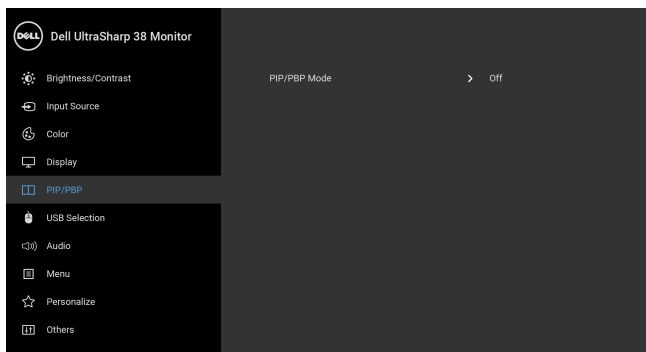 DELL Dell UltraSharp 38 Monitor
Brightness/Contrast
PIP/PBP Mode Off
Input Source
Color
Display
PIP/PBP
USB Selection
Audio
Menu
Personalize
Others